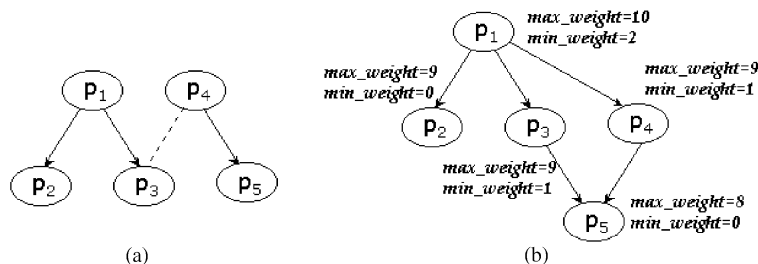 p1
p4
p2
p3
p5
(a)
p1
max_weight=10
min_weight=2
max_weight=9
min_weight=0
max_weight=9
min_weight=1
p2
p3
p4
max_weight=9
min_weight=1
p5
max_weight=8
min_weight=0
(b)